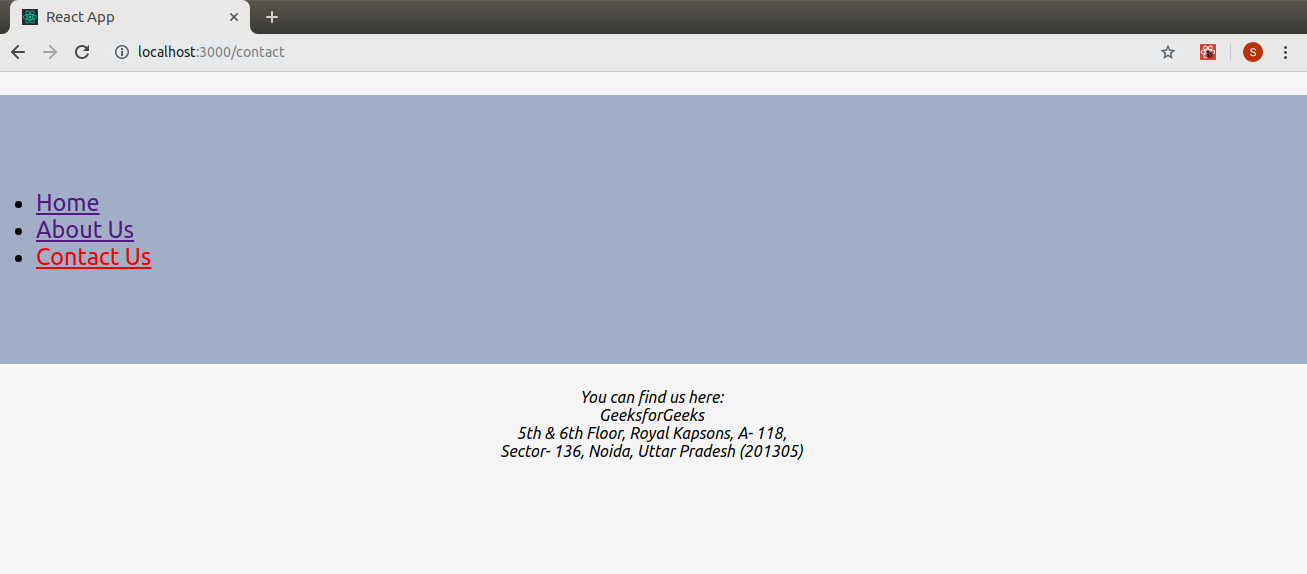 React App
localhost:3000/contact
S
Home
About Us
Contact Us
You can find us here:
GeeksforGeeks
5th & 6th Floor, Royal Kapsons, A- 118,
Sector- 136, Noida, Uttar Pradesh (201305)